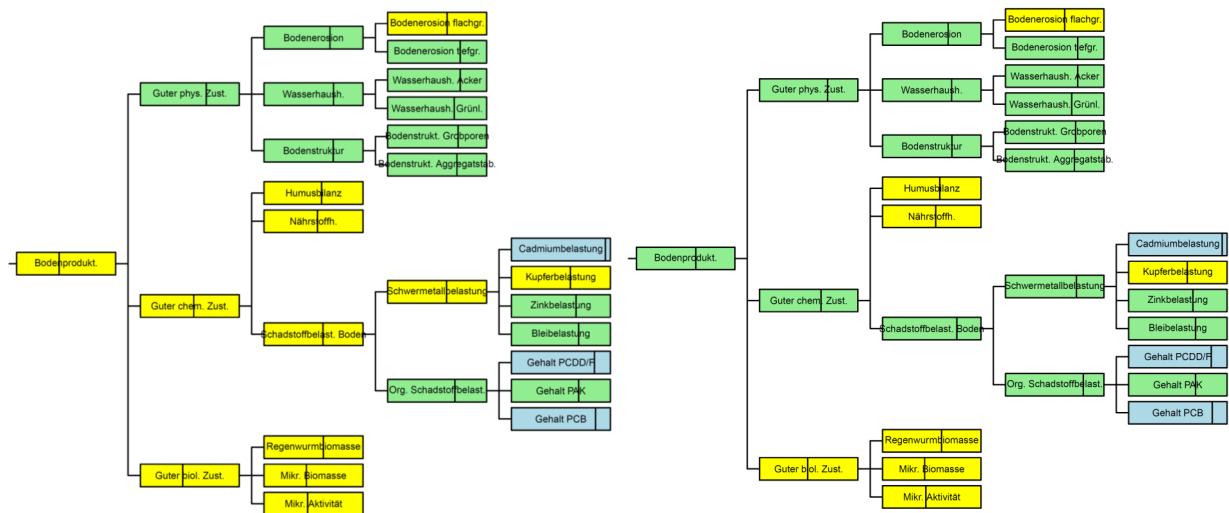 Bodenerosion flachgr.
Bodenerosion
Bodenerosion tiefgr.
Wasserhaush. Acker
Guter phys. Zust.
Wasserhaush.
Wasserhaush. Grünl.
Bodenstrukt. Grobporen
Bodenstruktur
Bodenstrukt. Aggregatstab.
Humusbilanz
Nährstoffh.
Bodenprodukt.
Cadmiumbelastung
Kupferbelastung
Schwermetallbelastung
Guter chem. Zust.
Zinkbelastung
Schadstoffbelast. Boden
Bleibelastung
Gehalt PCDD/F
Org. Schadstoffbelast.
Gehalt PAK
Gehalt PCB
Regenwurmbiomasse
Guter biol. Zust.
Mikr. Biomasse
Mikr. Aktivität
Bodenerosion flachgr.
Bodenerosion
Bodenerosion tiefgr.
Wasserhaush. Acker
Guter phys. Zust.
Wasserhaush.
Wasserhaush. Grünl.
Bodenstrukt. Grobporen
Bodenstruktur
Bodenstrukt. Aggregatstab.
Humusbilanz
Nährstoffh.
Bodenprodukt.
Cadmiumbelastung
Kupferbelastung
Schwermetallbelastung
Guter chem. Zust.
Zinkbelastung
Schadstoffbelast. Boden
Bleibelastung
Gehalt PCDD/F
Org. Schadstoffbelast.
Gehalt PAK
Gehalt PCB
Regenwurmbiomasse
Guter biol. Zust.
Mikr. Biomasse
Mikr. Aktivität